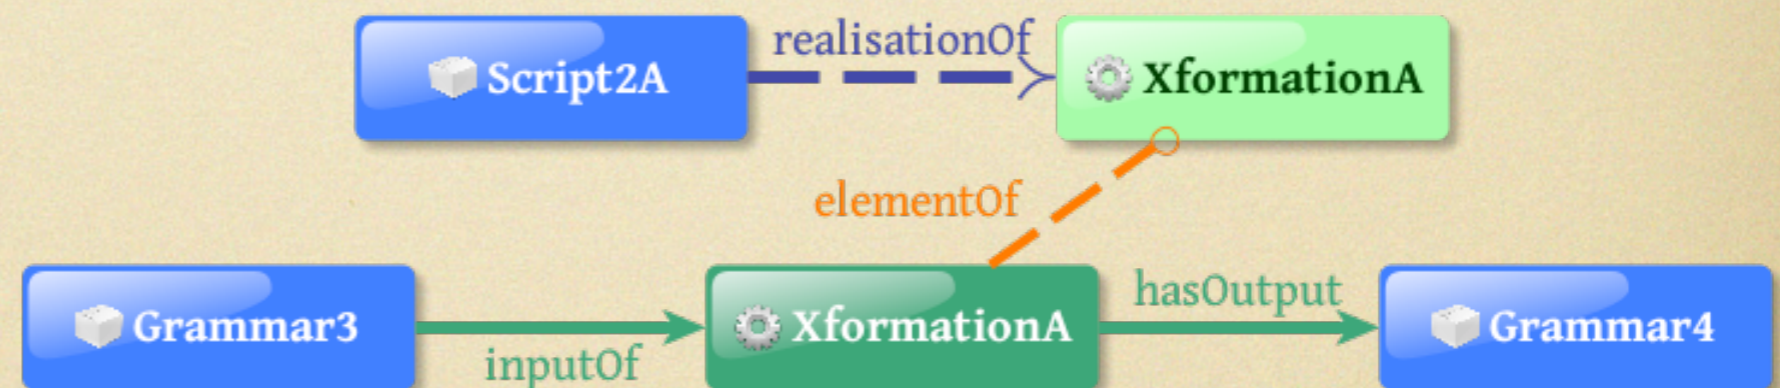 realisationOf
Script2A
XformationA
elementOf
hasOutput
Grammar3
XformationA
Grammar4
inputOf